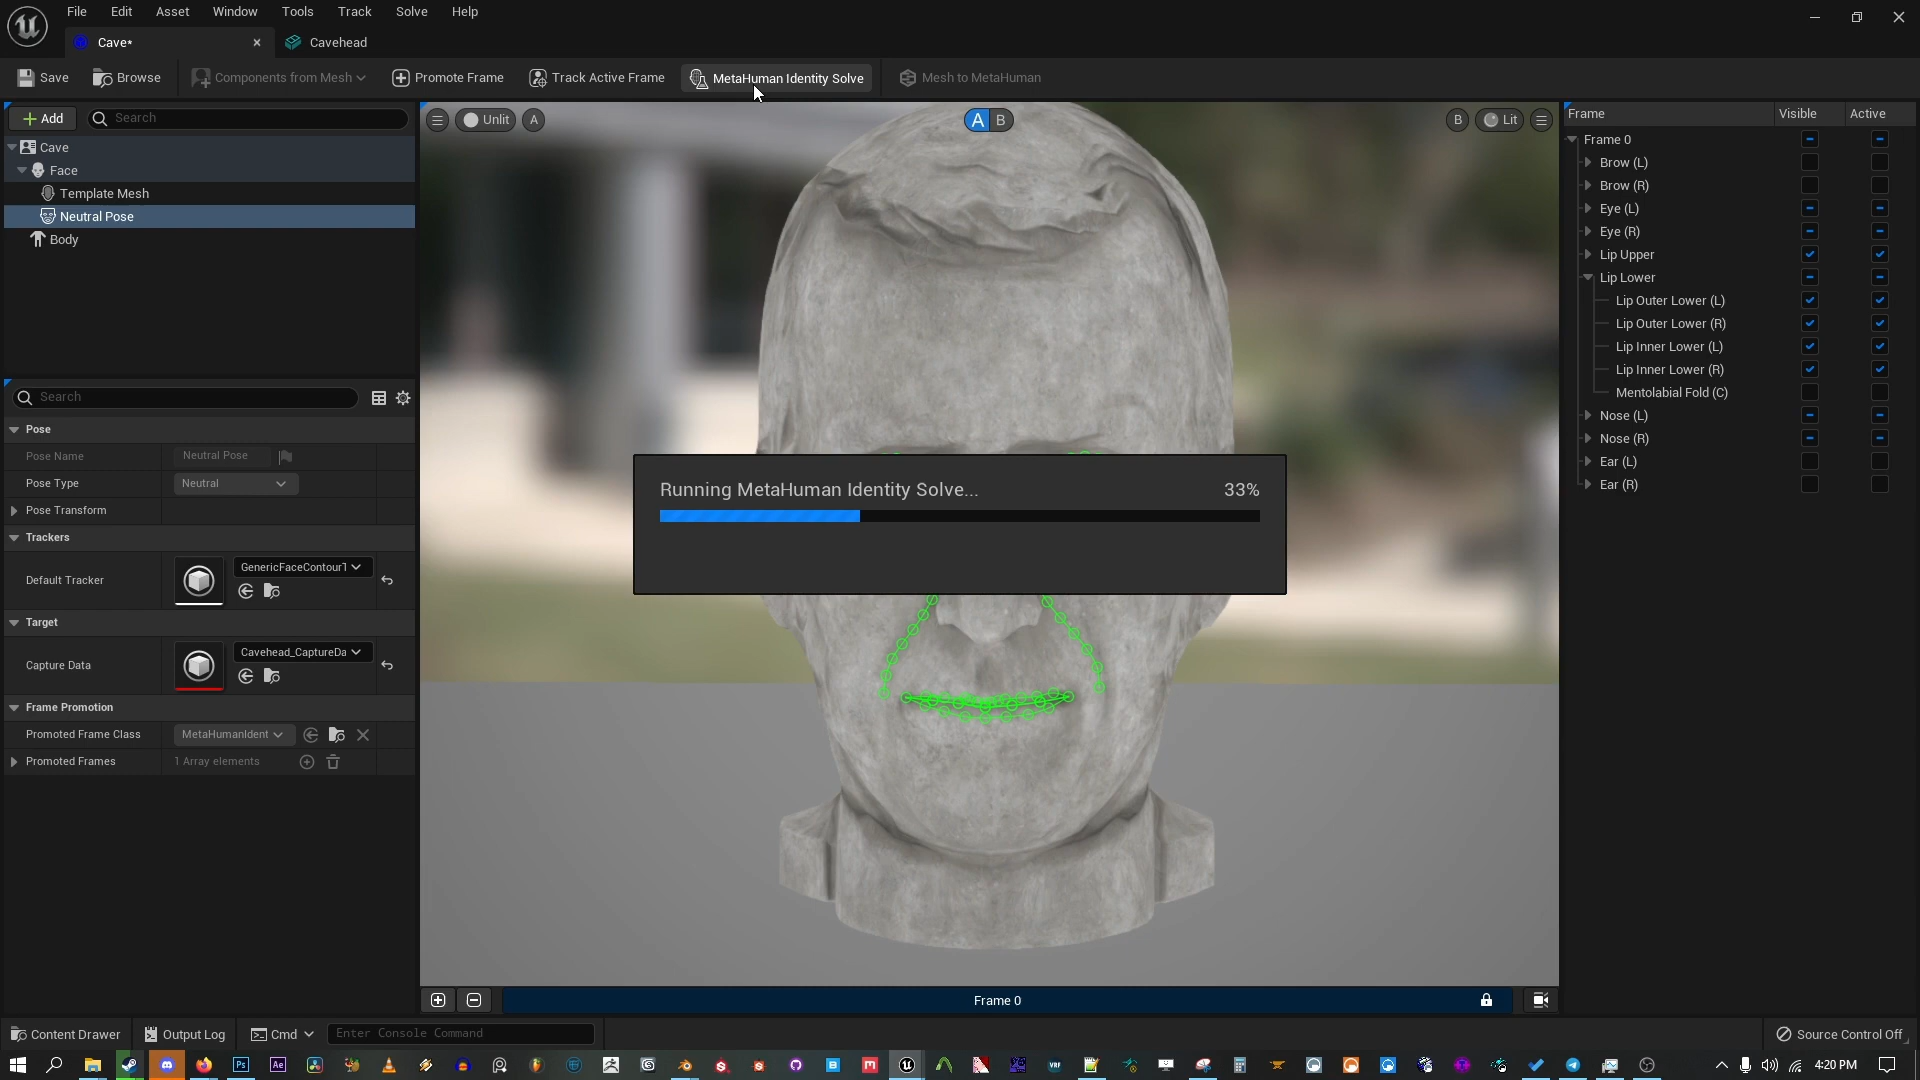 File Edit Asset Window Tools Track Solve Help
Cave* Cavehead
Save Browse Components from Mesh Promote Frame Track Active Frame MetaHuman Identity Solve Mesh to MetaHuman
Add Search
Cave
Face
Template Mesh
Neutral Pose
Body
Search
Pose
Pose Name Neutral Pose
Pose Type Neutral
Pose Transform
Trackers
Default Tracker GenericFaceContourT
Target
Capture Data Cavehead_CaptureDa
Frame Promotion
Promoted Frame Class MetaHumanIdent
Promoted Frames 1 Array elements
Unlit A A B B Lit
Running MetaHuman Identity Solve... 33%
Frame 0
Frame Visible Active
Frame 0
Brow (L)
Brow (R)
Eye (L)
Eye (R)
Lip Upper
Lip Lower
Lip Outer Lower (L)
Lip Outer Lower (R)
Lip Inner Lower (L)
Lip Inner Lower (R)
Mentolabial Fold (C)
Nose (L)
Nose (R)
Ear (L)
Ear (R)
Content Drawer Output Log Cmd Enter Console Command Source Control Off
Ps Ae B M VRF 4:20 PM